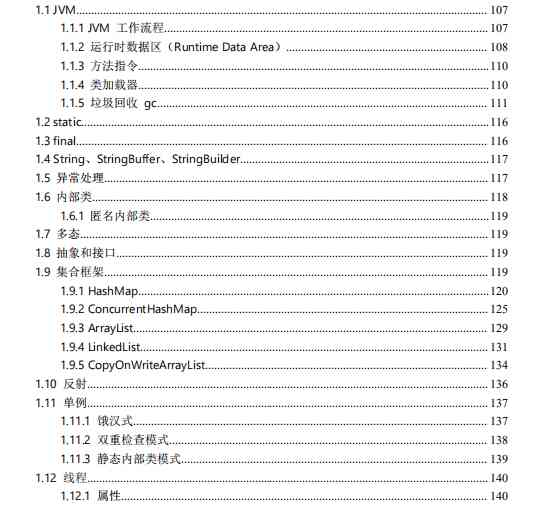 1.1 JVM........107
1.1.1 JVM 工作流程........107
1.1.2 运行时数据区（Runtime Data Area）........108
1.1.3 方法指令........110
1.1.4 类加载器........110
1.1.5 垃圾回收 gc........111
1.2 static........116
1.3 final........116
1.4 String、StringBuffer、StringBuilder........117
1.5 异常处理........117
1.6 内部类........118
1.6.1 匿名内部类........119
1.7 多态........119
1.8 抽象和接口........119
1.9 集合框架........119
1.9.1 HashMap........120
1.9.2 ConcurrentHashMap........125
1.9.3 ArrayList........129
1.9.4 LinkedList........131
1.9.5 CopyOnWriteArrayList........134
1.10 反射........136
1.11 单例........137
1.11.1 饿汉式........137
1.11.2 双重检查模式........138
1.11.3 静态内部类模式........139
1.12 线程........140
1.12.1 属性........140